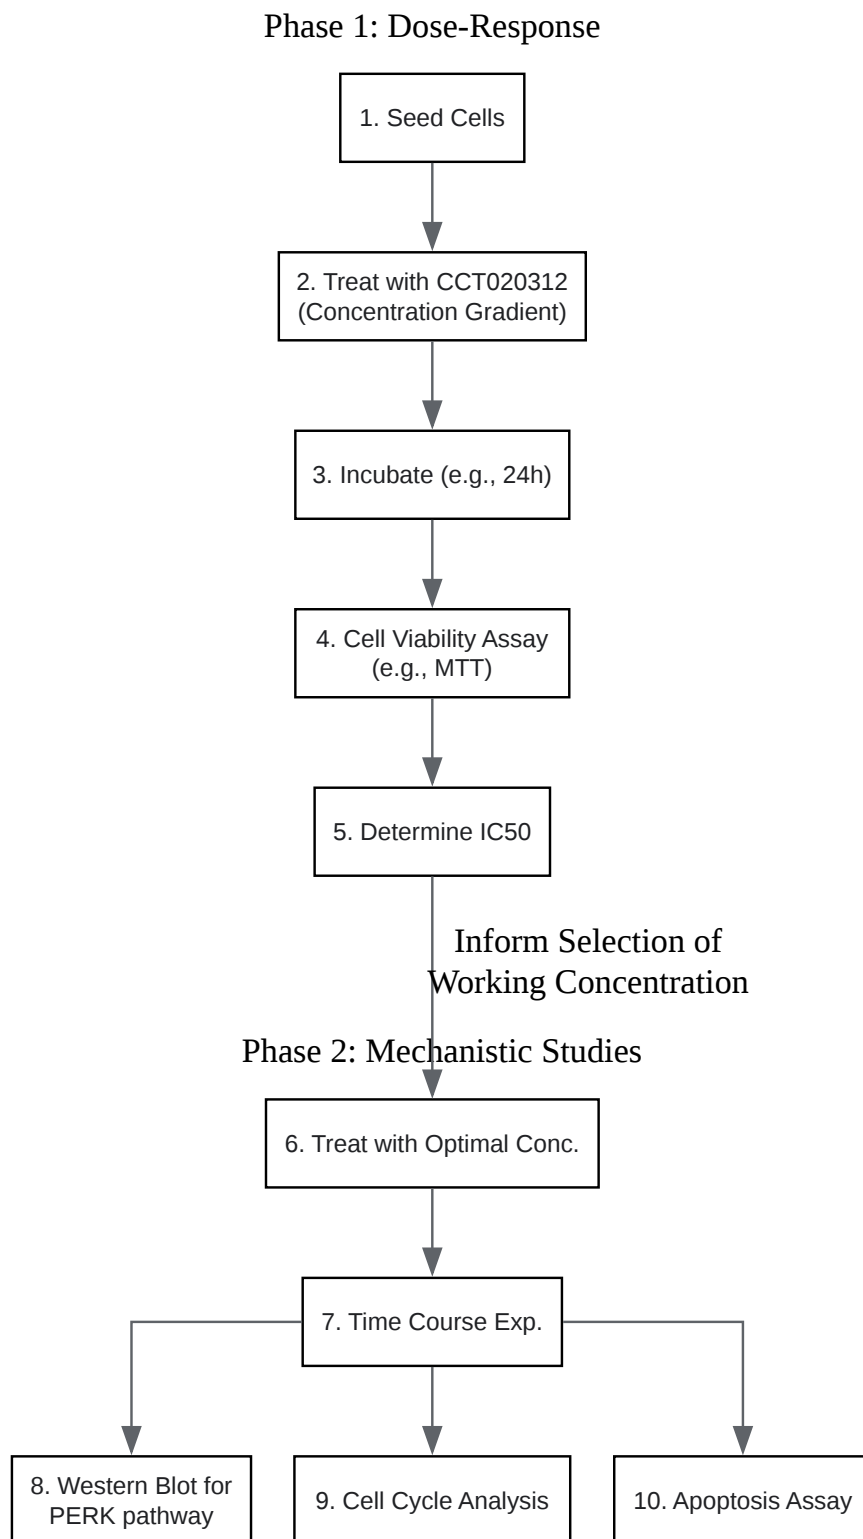 Phase 1: Dose-Response
1. Seed Cells
2. Treat with CCT020312
(Concentration Gradient)
3. Incubate (e.g., 24h)
4. Cell Viability Assay
(e.g., MTT)
5. Determine IC50
Inform Selection of
Working Concentration
Phase 2: Mechanistic Studies
6. Treat with Optimal Conc.
7. Time Course Exp.
8. Western Blot for
PERK pathway
9. Cell Cycle Analysis
10. Apoptosis Assay